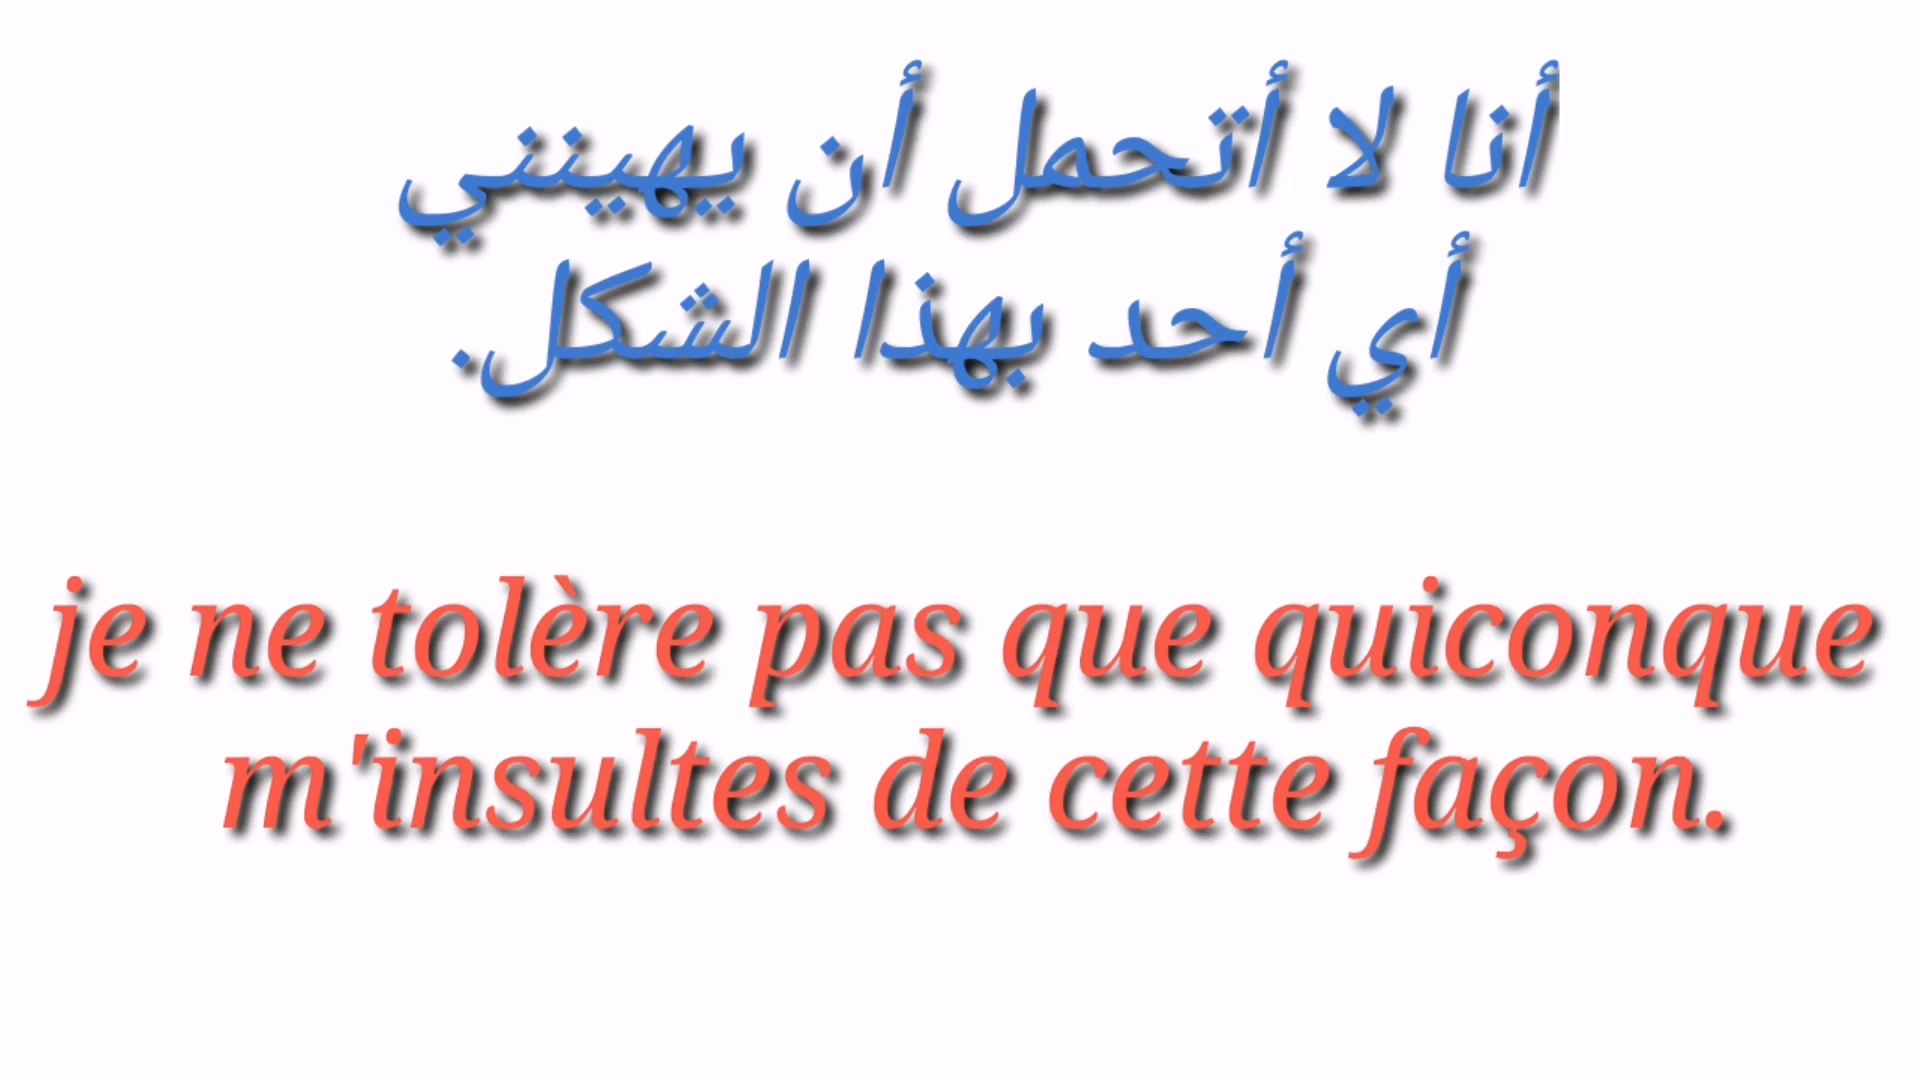 أنا لا أتحمل أن يهينني
أي أحد بهذا الشكل.
je ne tolère pas que quiconque
m'insultes de cette façon.